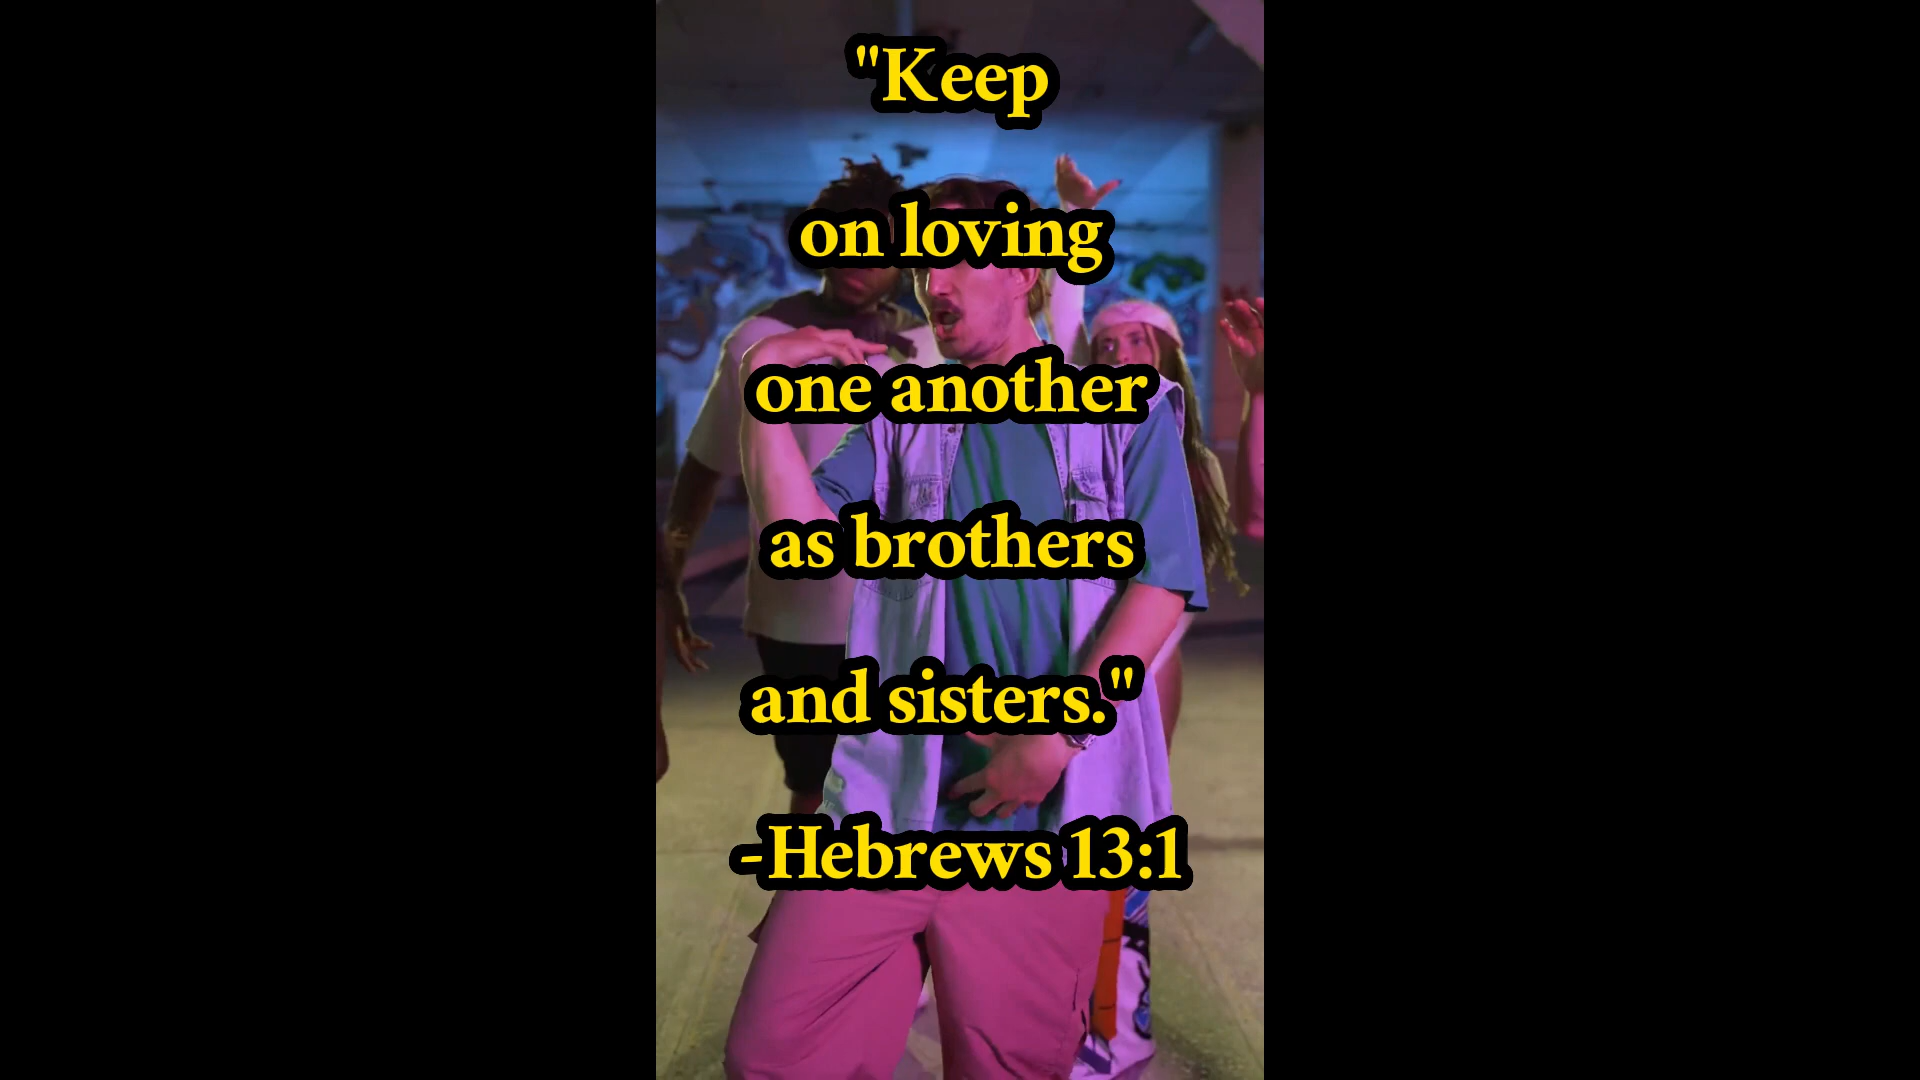 "Keep
on loving
one another
as brothers
and sisters."
-Hebrews 13:1